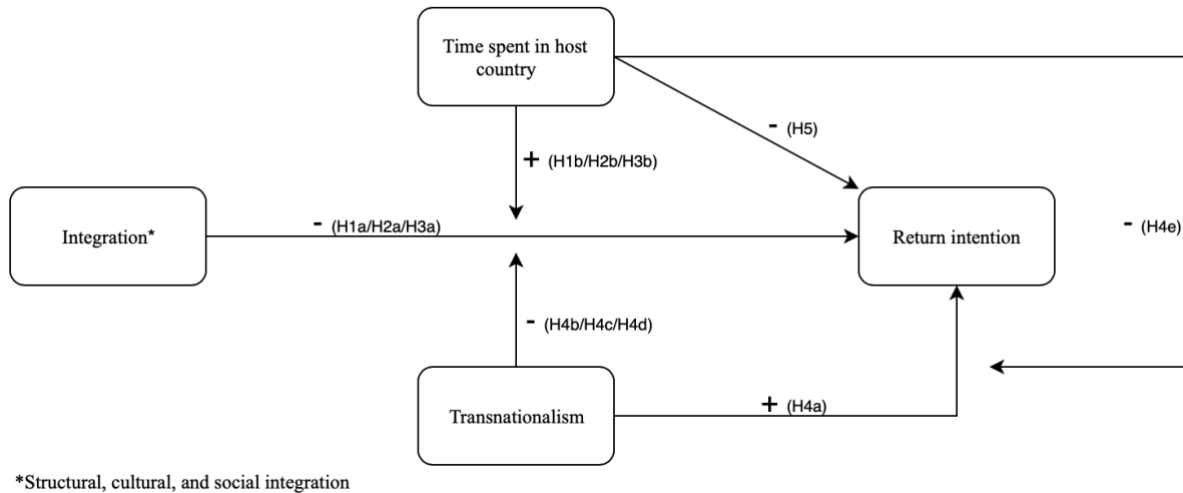 Time spent in host
country
- (H5)
+ (H1b/H2b/H3b)
- (H1a/H2a/H3a)
Integration*
Return intention
- (H4e)
- (H4b/H4c/H4d)
Transnationalism
+ (H4a)
*Structural, cultural, and social integration